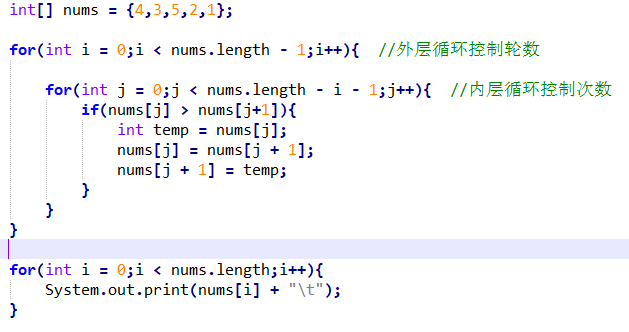 int[] nums = {4,3,5,2,1};
for(int i = 0;i < nums.length - 1;i++){  //外层循环控制轮数
    for(int j = 0;j < nums.length - i - 1;j++){  //内层循环控制次数
        if(nums[j] > nums[j+1]){
            int temp = nums[j];
            nums[j] = nums[j + 1];
            nums[j + 1] = temp;
        }
    }
}
for(int i = 0;i < nums.length;i++){
    System.out.print(nums[i] + "\t");
}